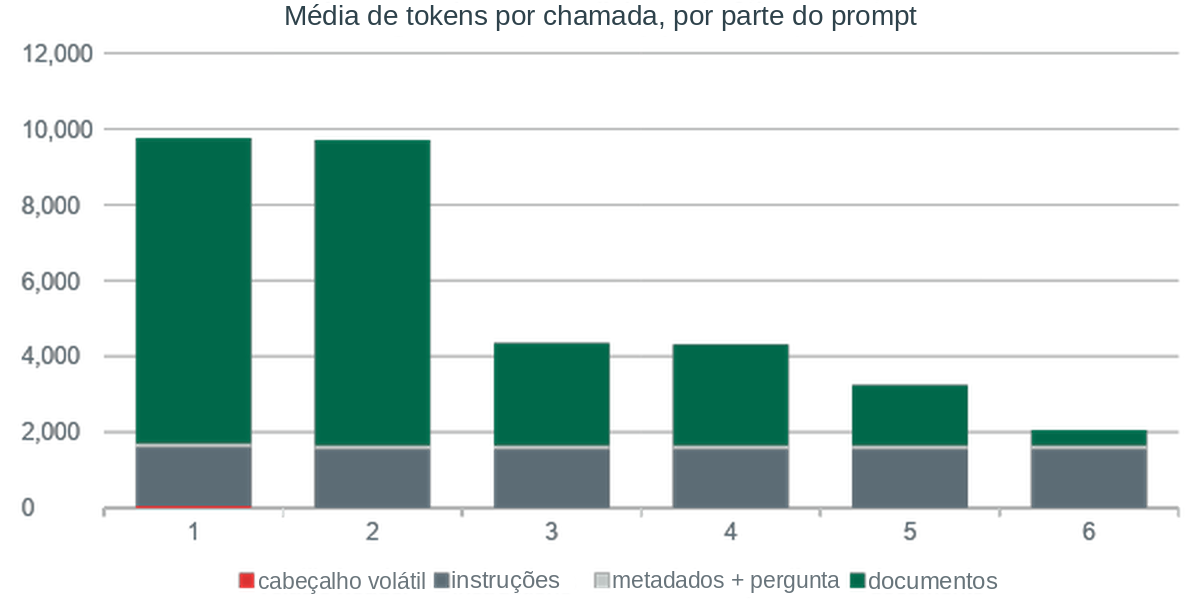 Média de tokens por chamada, por parte do prompt
12,000
10,000
8,000
6,000
4,000
2,000
0
1 2 3 4 5 6
cabeçalho volátil instruções metadados + pergunta documentos